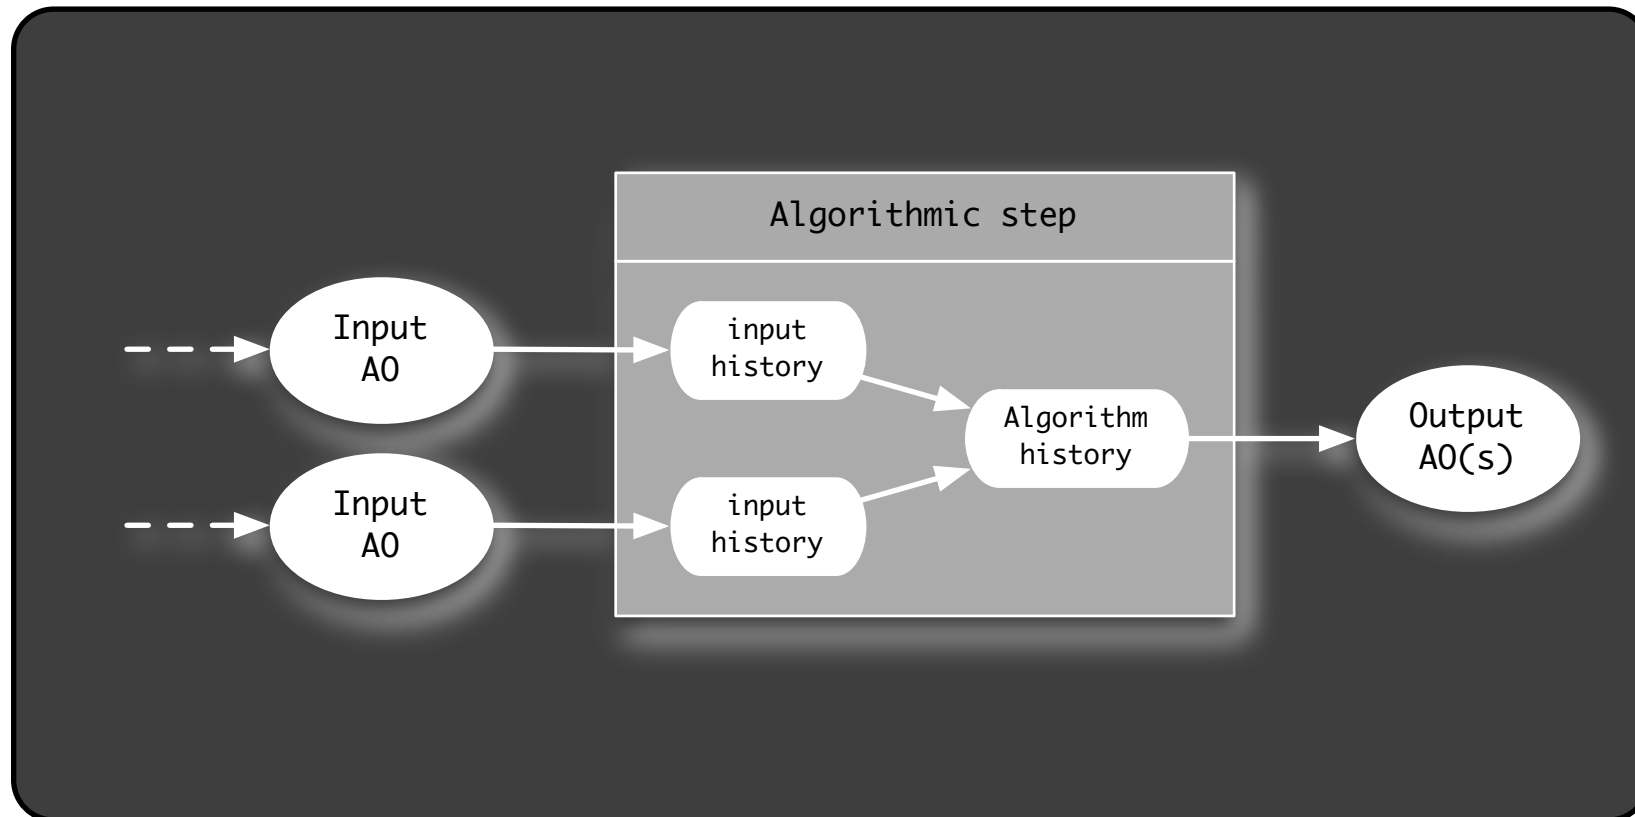 Algorithmic step
Input
AO
input
history
Algorithm
history
Output
AO(s)
Input
AO
input
history